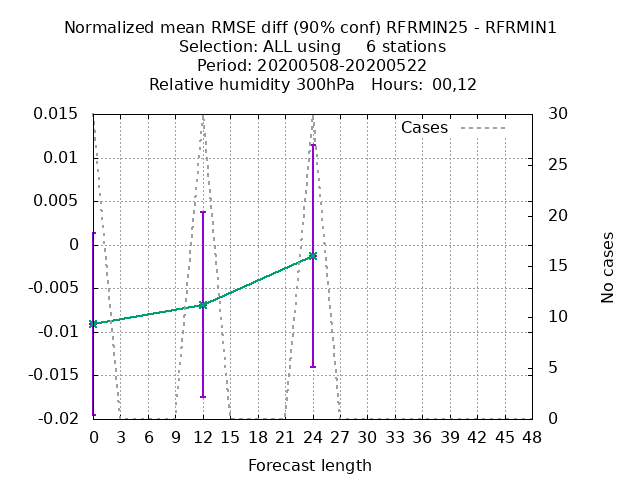 Normalized mean RMSE diff (90% conf) RFRMIN25 - RFRMIN1
Selection: ALL using     6 stations
Period: 20200508-20200522
Relative humidity 300hPa   Hours:  00,12
Cases
0.015
0.01
0.005
0
-0.005
-0.01
-0.015
-0.02
30
25
20
15
10
5
0
No cases
0 3 6 9 12 15 18 21 24 27 30 33 36 39 42 45 48
Forecast length